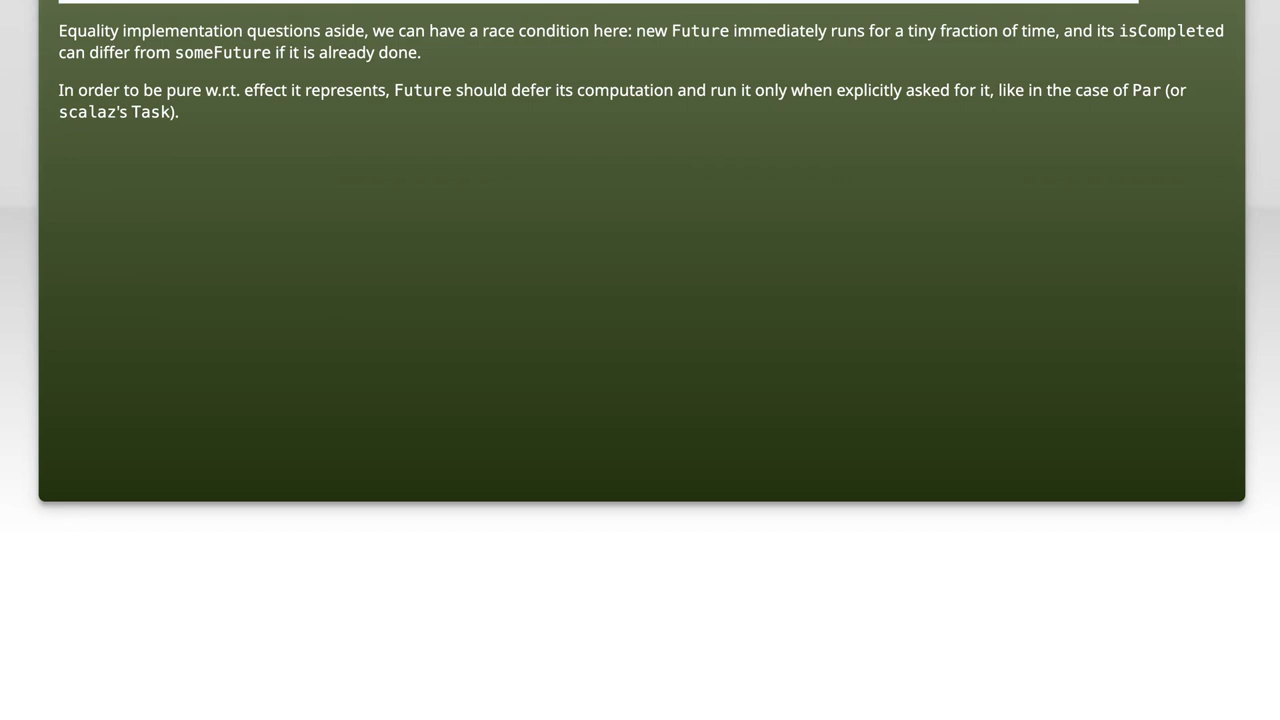 Equality implementation questions aside, we can have a race condition here: new Future immediately runs for a tiny fraction of time, and its isCompleted
can differ from someFuture if it is already done.
In order to be pure w.r.t. effect it represents, Future should defer its computation and run it only when explicitly asked for it, like in the case of Par (or
scalaz's Task).